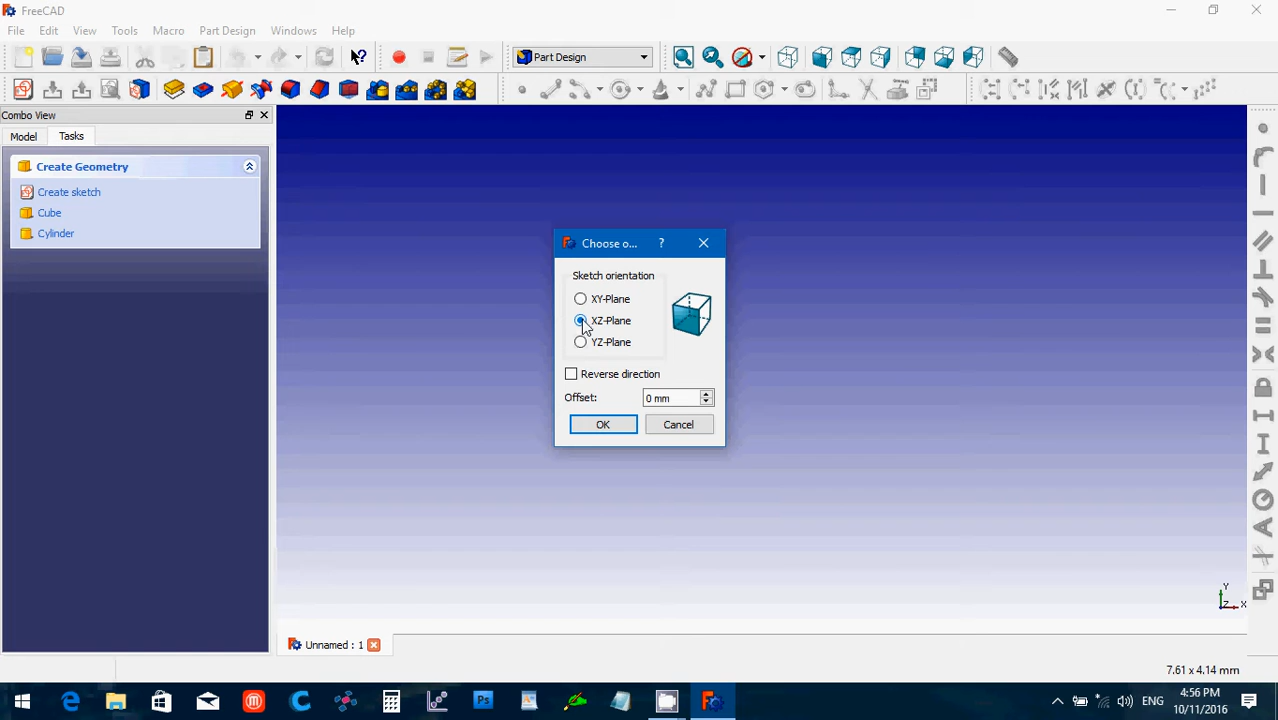 FreeCAD
File Edit View Tools Macro Part Design Windows Help
Part Design
Combo View
Model Tasks
Create Geometry
Create sketch
Cube
Cylinder
Choose o... ?
Sketch orientation
XY-Plane
XZ-Plane
YZ-Plane
Reverse direction
Offset: 0 mm
OK Cancel
Y
Z X
Unnamed : 1
7.61 x 4.14 mm
Ps
ENG
4:56 PM
10/11/2016